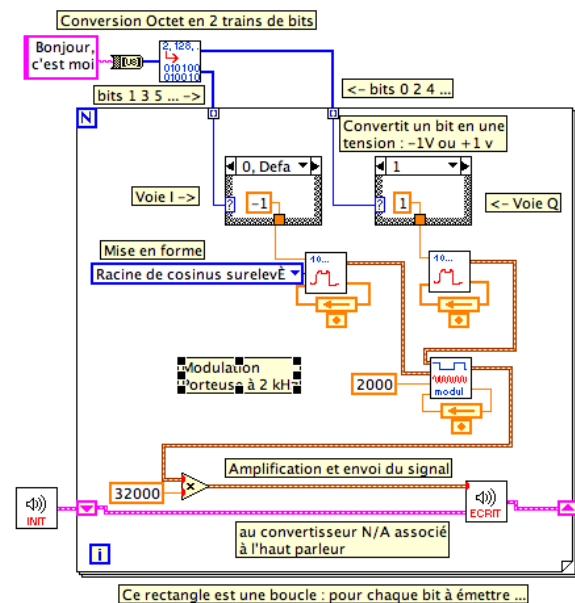 Conversion Octet en 2 trains de bits
Bonjour,
c'est moi
[U8]
2, 128, ..
010100
010010
bits 1 3 5 ... ->
<- bits 0 2 4 ...
N
Convertit un bit en une
tension : -1V ou +1 v
0, Defa
1
Voie I ->
?
-1
?
1
<- Voie Q
Mise en forme
10...
10...
Racine de cosinus surelevÈ
Modulation
Porteuse à 2 kHz
2000
modul
Amplification et envoi du signal
32000
x
INIT
ECRIT
au convertisseur N/A associé
à l'haut parleur
i
Ce rectangle est une boucle : pour chaque bit à émettre ...